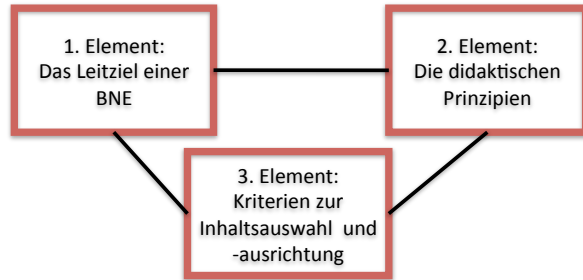 1. Element:
Das Leitziel einer
BNE
2. Element:
Die didaktischen
Prinzipien
3. Element:
Kriterien zur
Inhaltsauswahl und
-ausrichtung